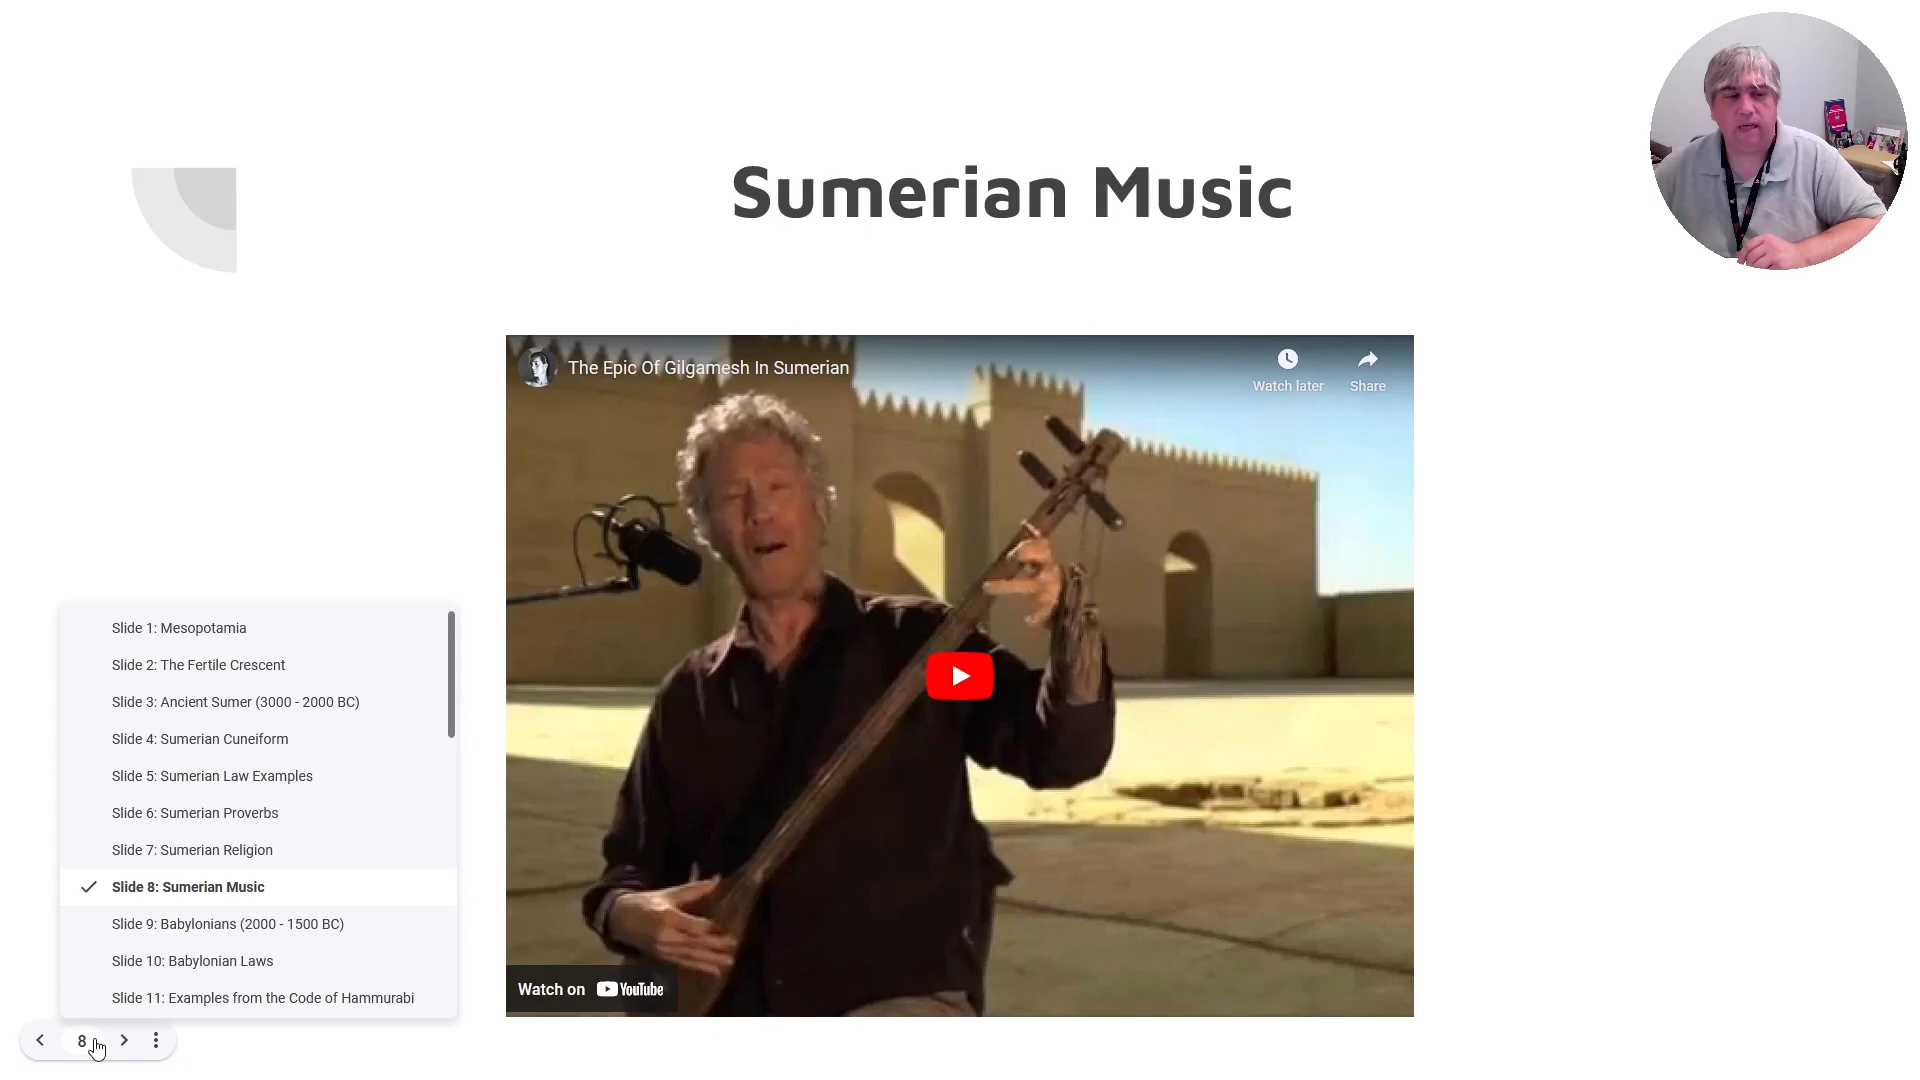 Sumerian Music
The Epic Of Gilgamesh In Sumerian
Watch later
Share
Watch on YouTube
Slide 1: Mesopotamia
Slide 2: The Fertile Crescent
Slide 3: Ancient Sumer (3000 - 2000 BC)
Slide 4: Sumerian Cuneiform
Slide 5: Sumerian Law Examples
Slide 6: Sumerian Proverbs
Slide 7: Sumerian Religion
Slide 8: Sumerian Music
Slide 9: Babylonians (2000 - 1500 BC)
Slide 10: Babylonian Laws
Slide 11: Examples from the Code of Hammurabi
8